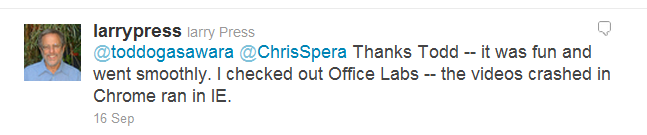 larrypress larry Press
@toddogasawara @ChrisSpera Thanks Todd -- it was fun and
went smoothly. I checked out Office Labs -- the videos crashed in
Chrome ran in IE.
16 Sep